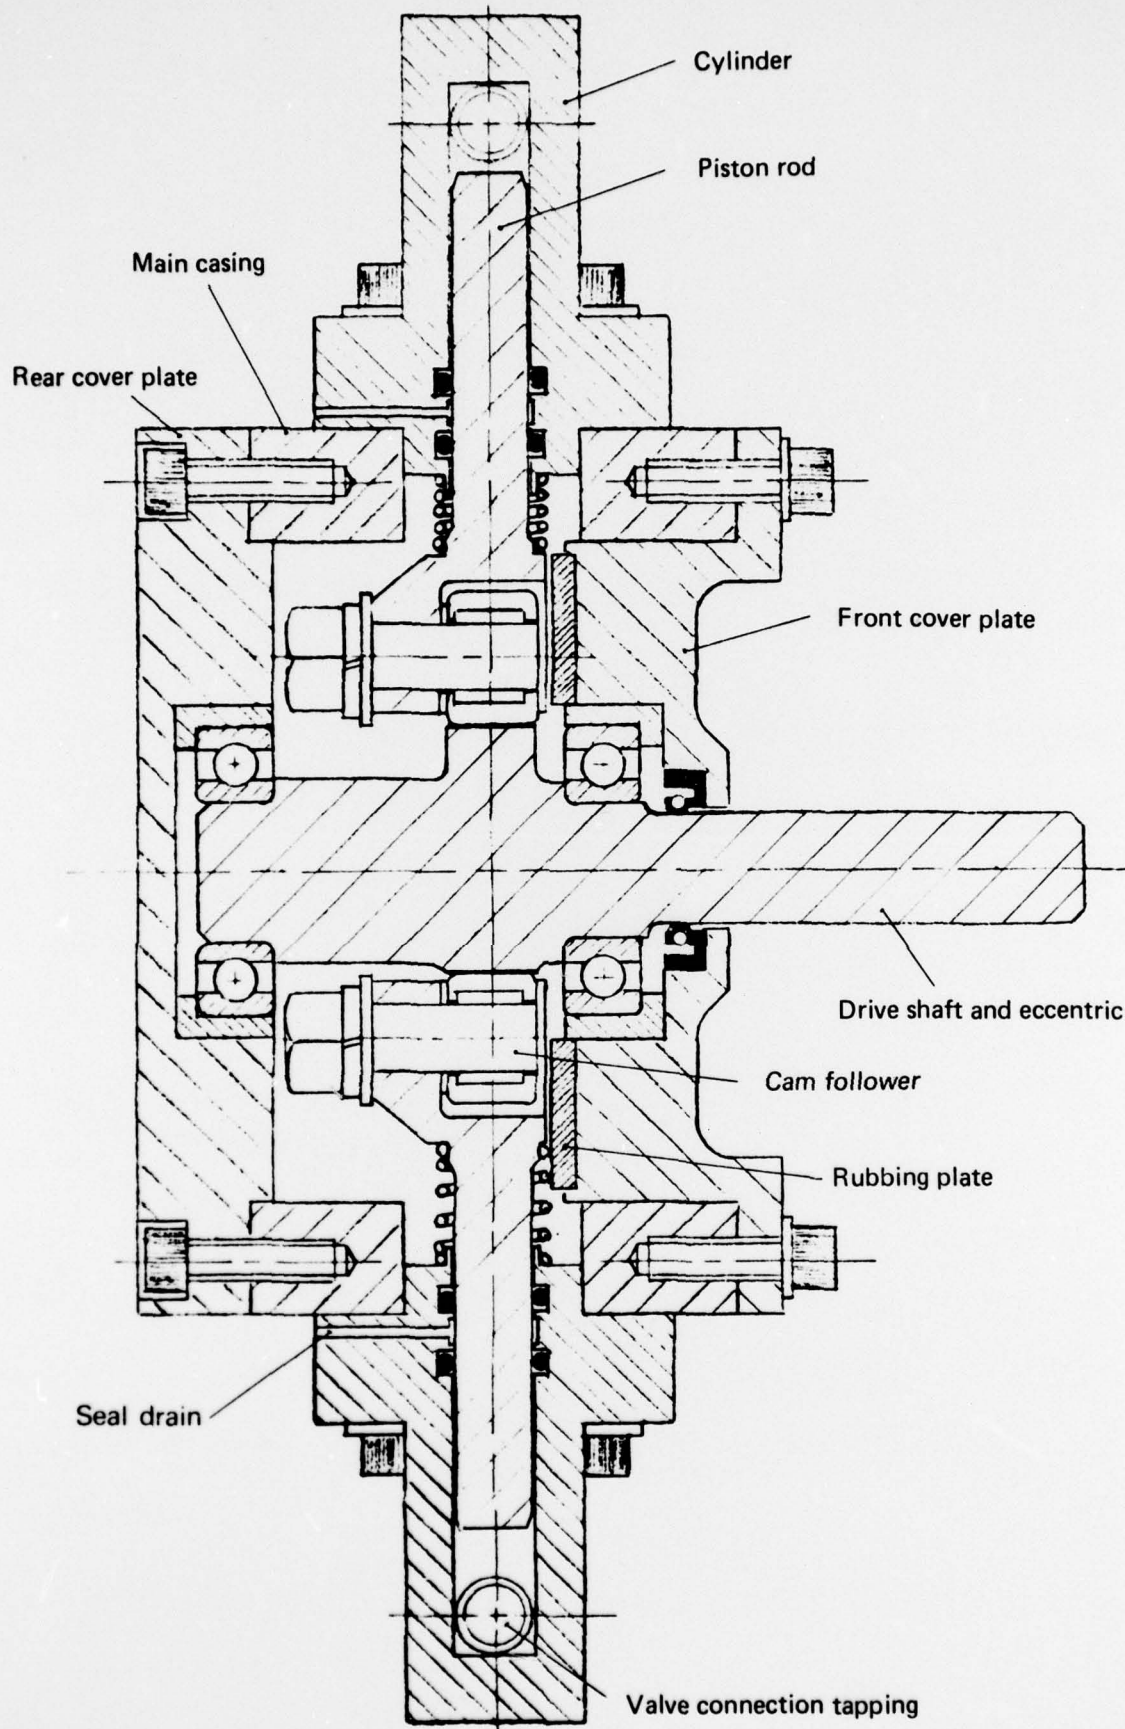 Cylinder
Piston rod
Main casing
Rear cover plate
Front cover plate
Drive shaft and eccentric
Cam follower
Rubbing plate
Seal drain
Valve connection tapping